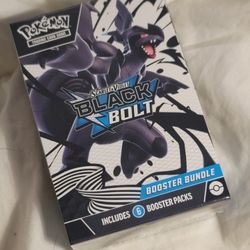 POKÉMON
TRADING CARD GAME
SCARLET & VIOLET
BLACK
BOLT
BOOSTER BUNDLE
INCLUDES 6 BOOSTER PACKS